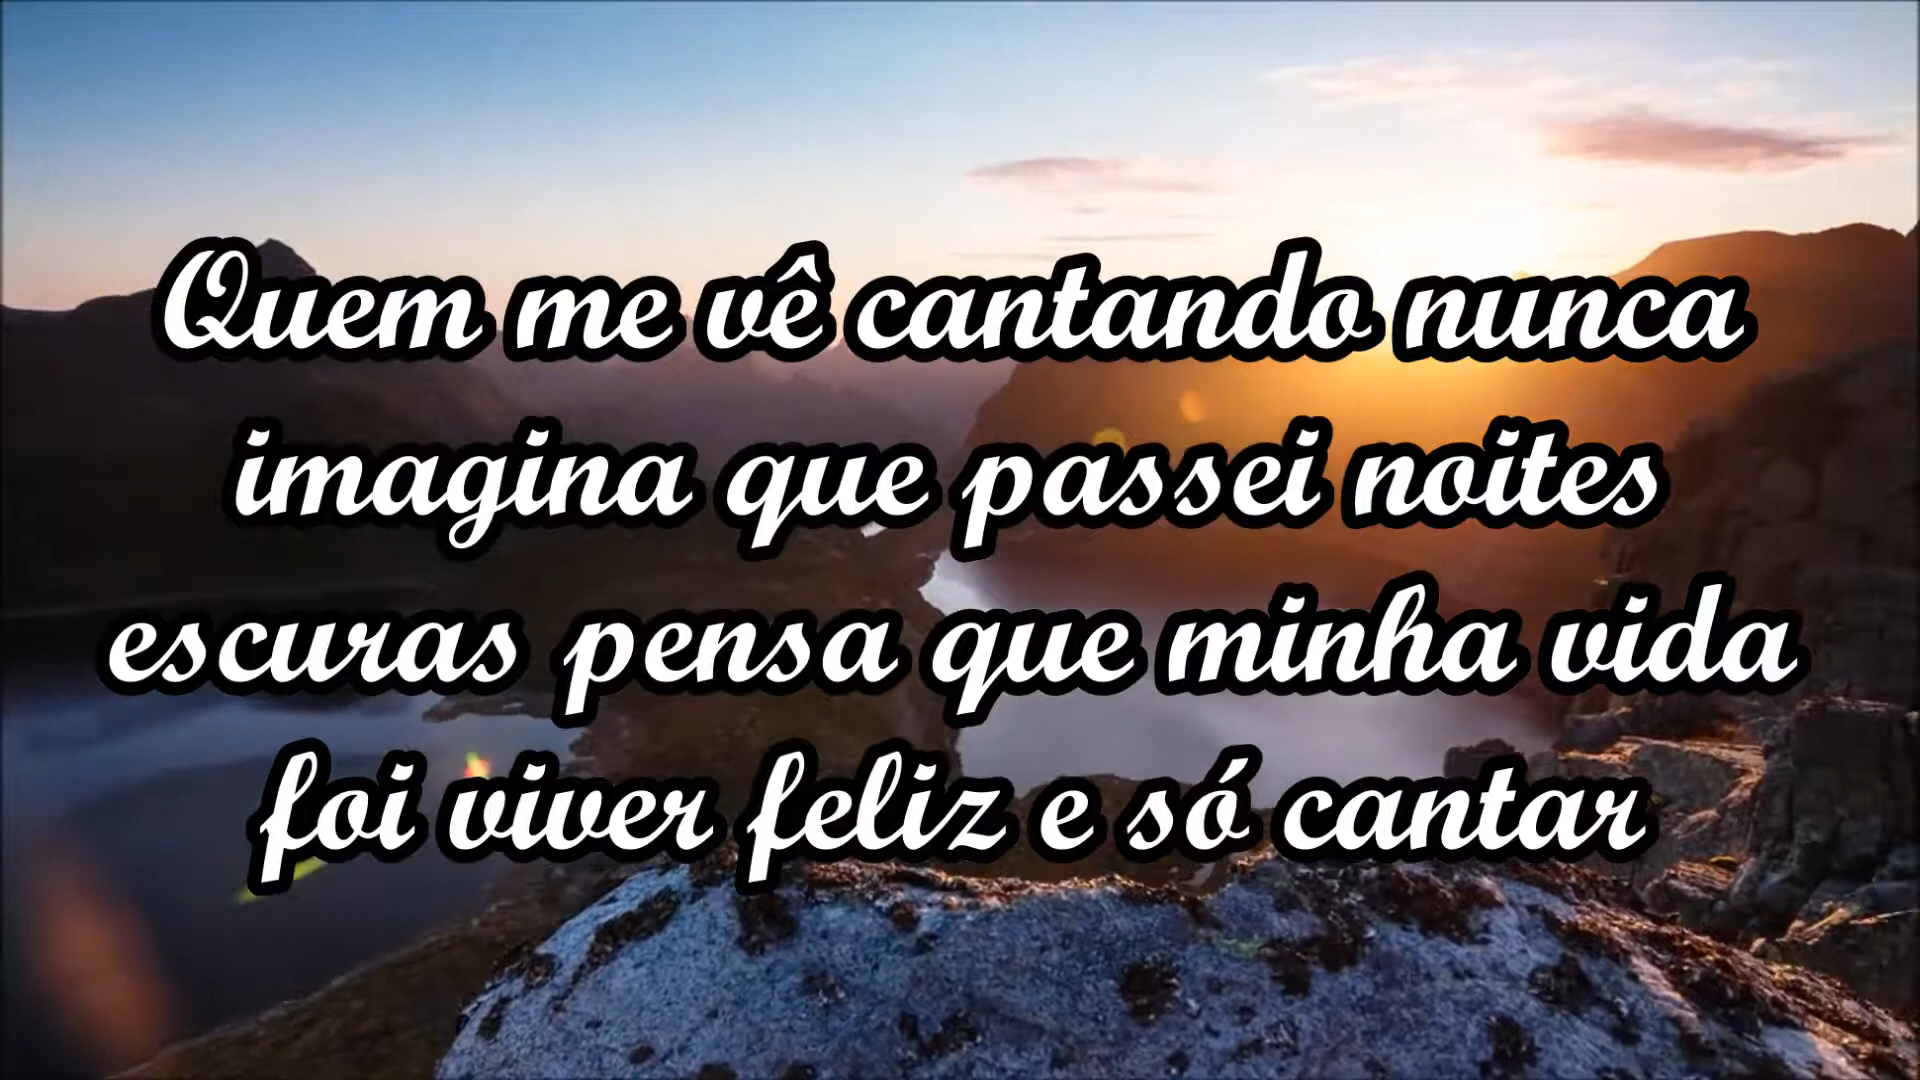 Quem me vê cantando nunca
imagina que passei noites
escuras pensa que minha vida
foi viver feliz e só cantar